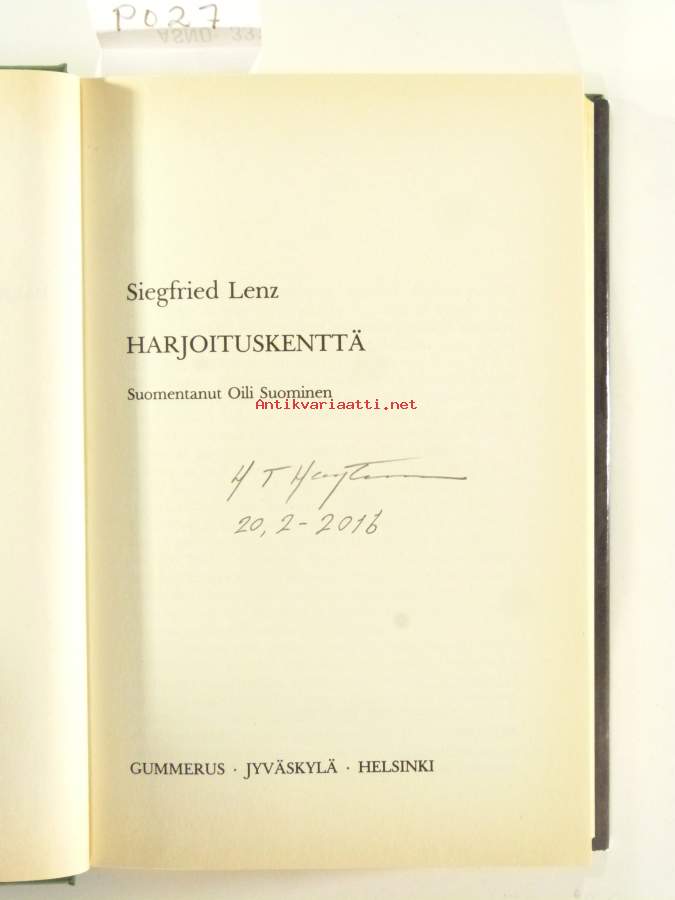 P027
Siegfried Lenz
HARJOITUSKENTTÄ
Suomentanut Oili Suominen
Antikvariaatti.net
H T
20, 2 - 2016
GUMMERUS · JYVÄSKYLÄ · HELSINKI